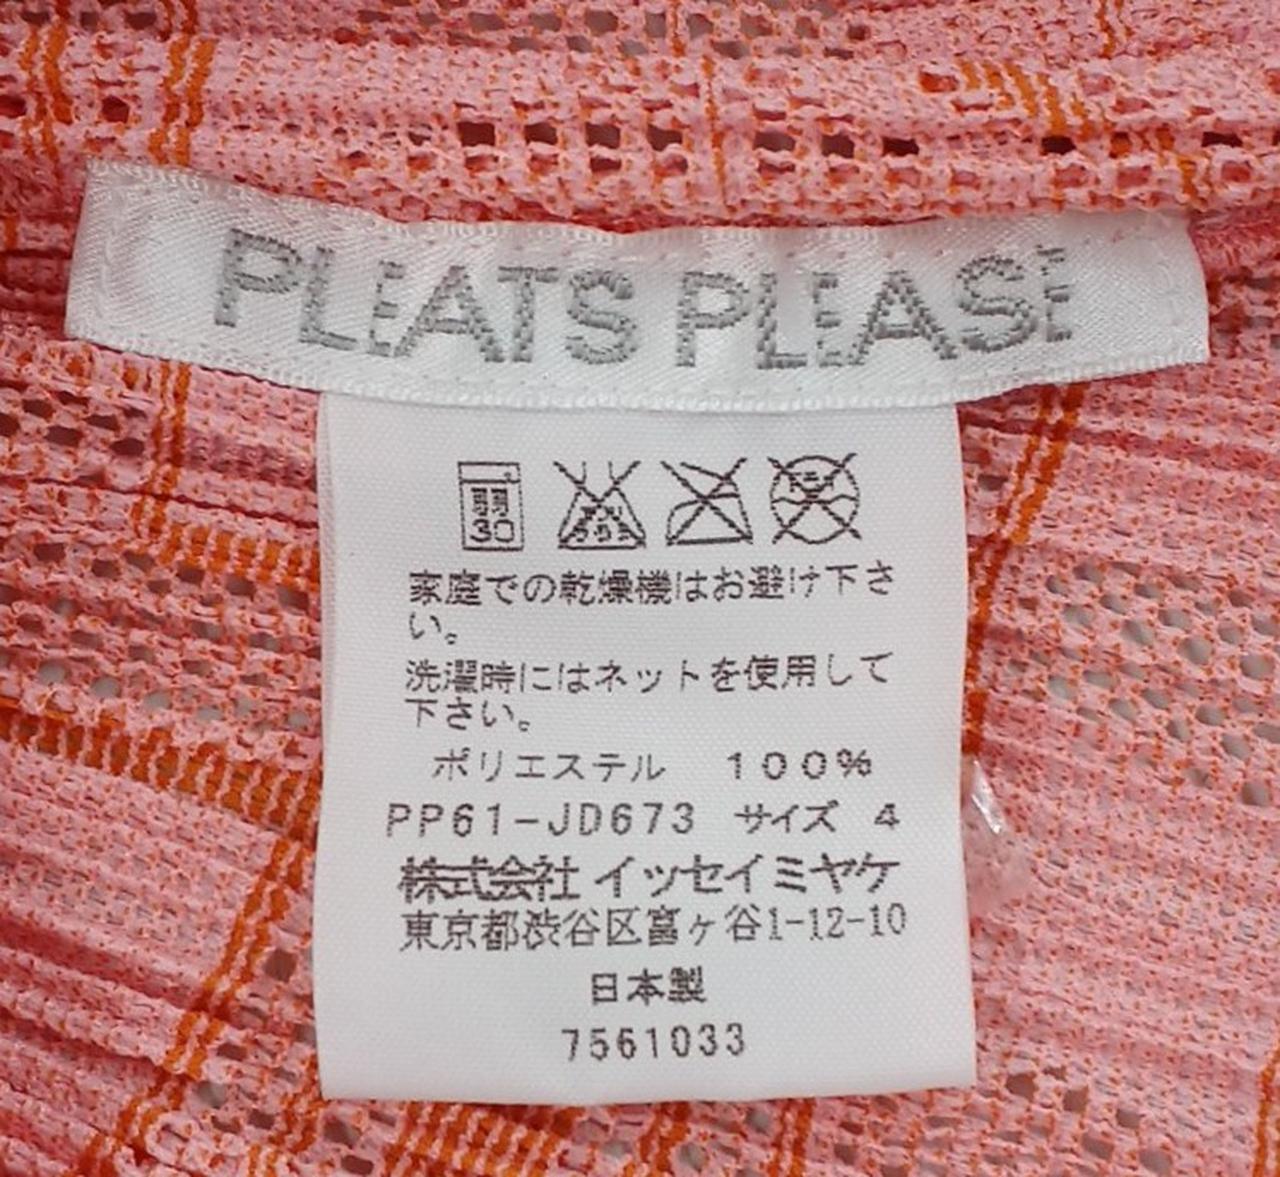 PLEATS PLEASE
弱
30
家庭での乾燥機はお避け下さ
い。
洗濯時にはネットを使用して
下さい。
ポリエステル 100%
PP61-JD673 サイズ 4
株式会社 イッセイミヤケ
東京都渋谷区富ヶ谷1-12-10
日本製
7561033